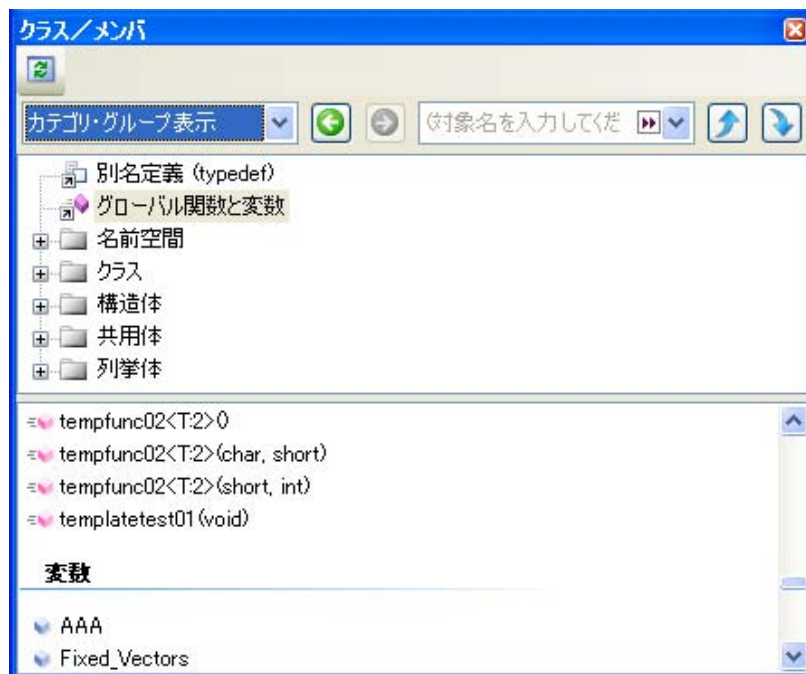 クラス／メンバ
カテゴリ・グループ表示
(対象名を入力してくだ
別名定義 (typedef)
グローバル関数と変数
名前空間
クラス
構造体
共用体
列挙体
tempfunc02<T:2>()
tempfunc02<T:2>(char, short)
tempfunc02<T:2>(short, int)
templatetest01(void)
変数
AAA
Fixed_Vectors